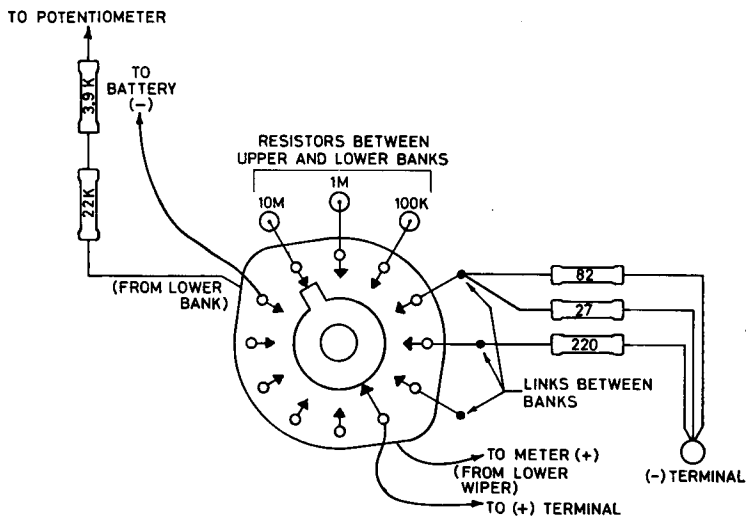 TO POTENTIOMETER
TO
BATTERY
(−)
3.9K
22K
RESISTORS BETWEEN
UPPER AND LOWER BANKS
10M
1M
100K
(FROM LOWER
BANK)
82
27
220
LINKS BETWEEN
BANKS
(−) TERMINAL
TO METER (+)
(FROM LOWER
WIPER)
TO (+) TERMINAL